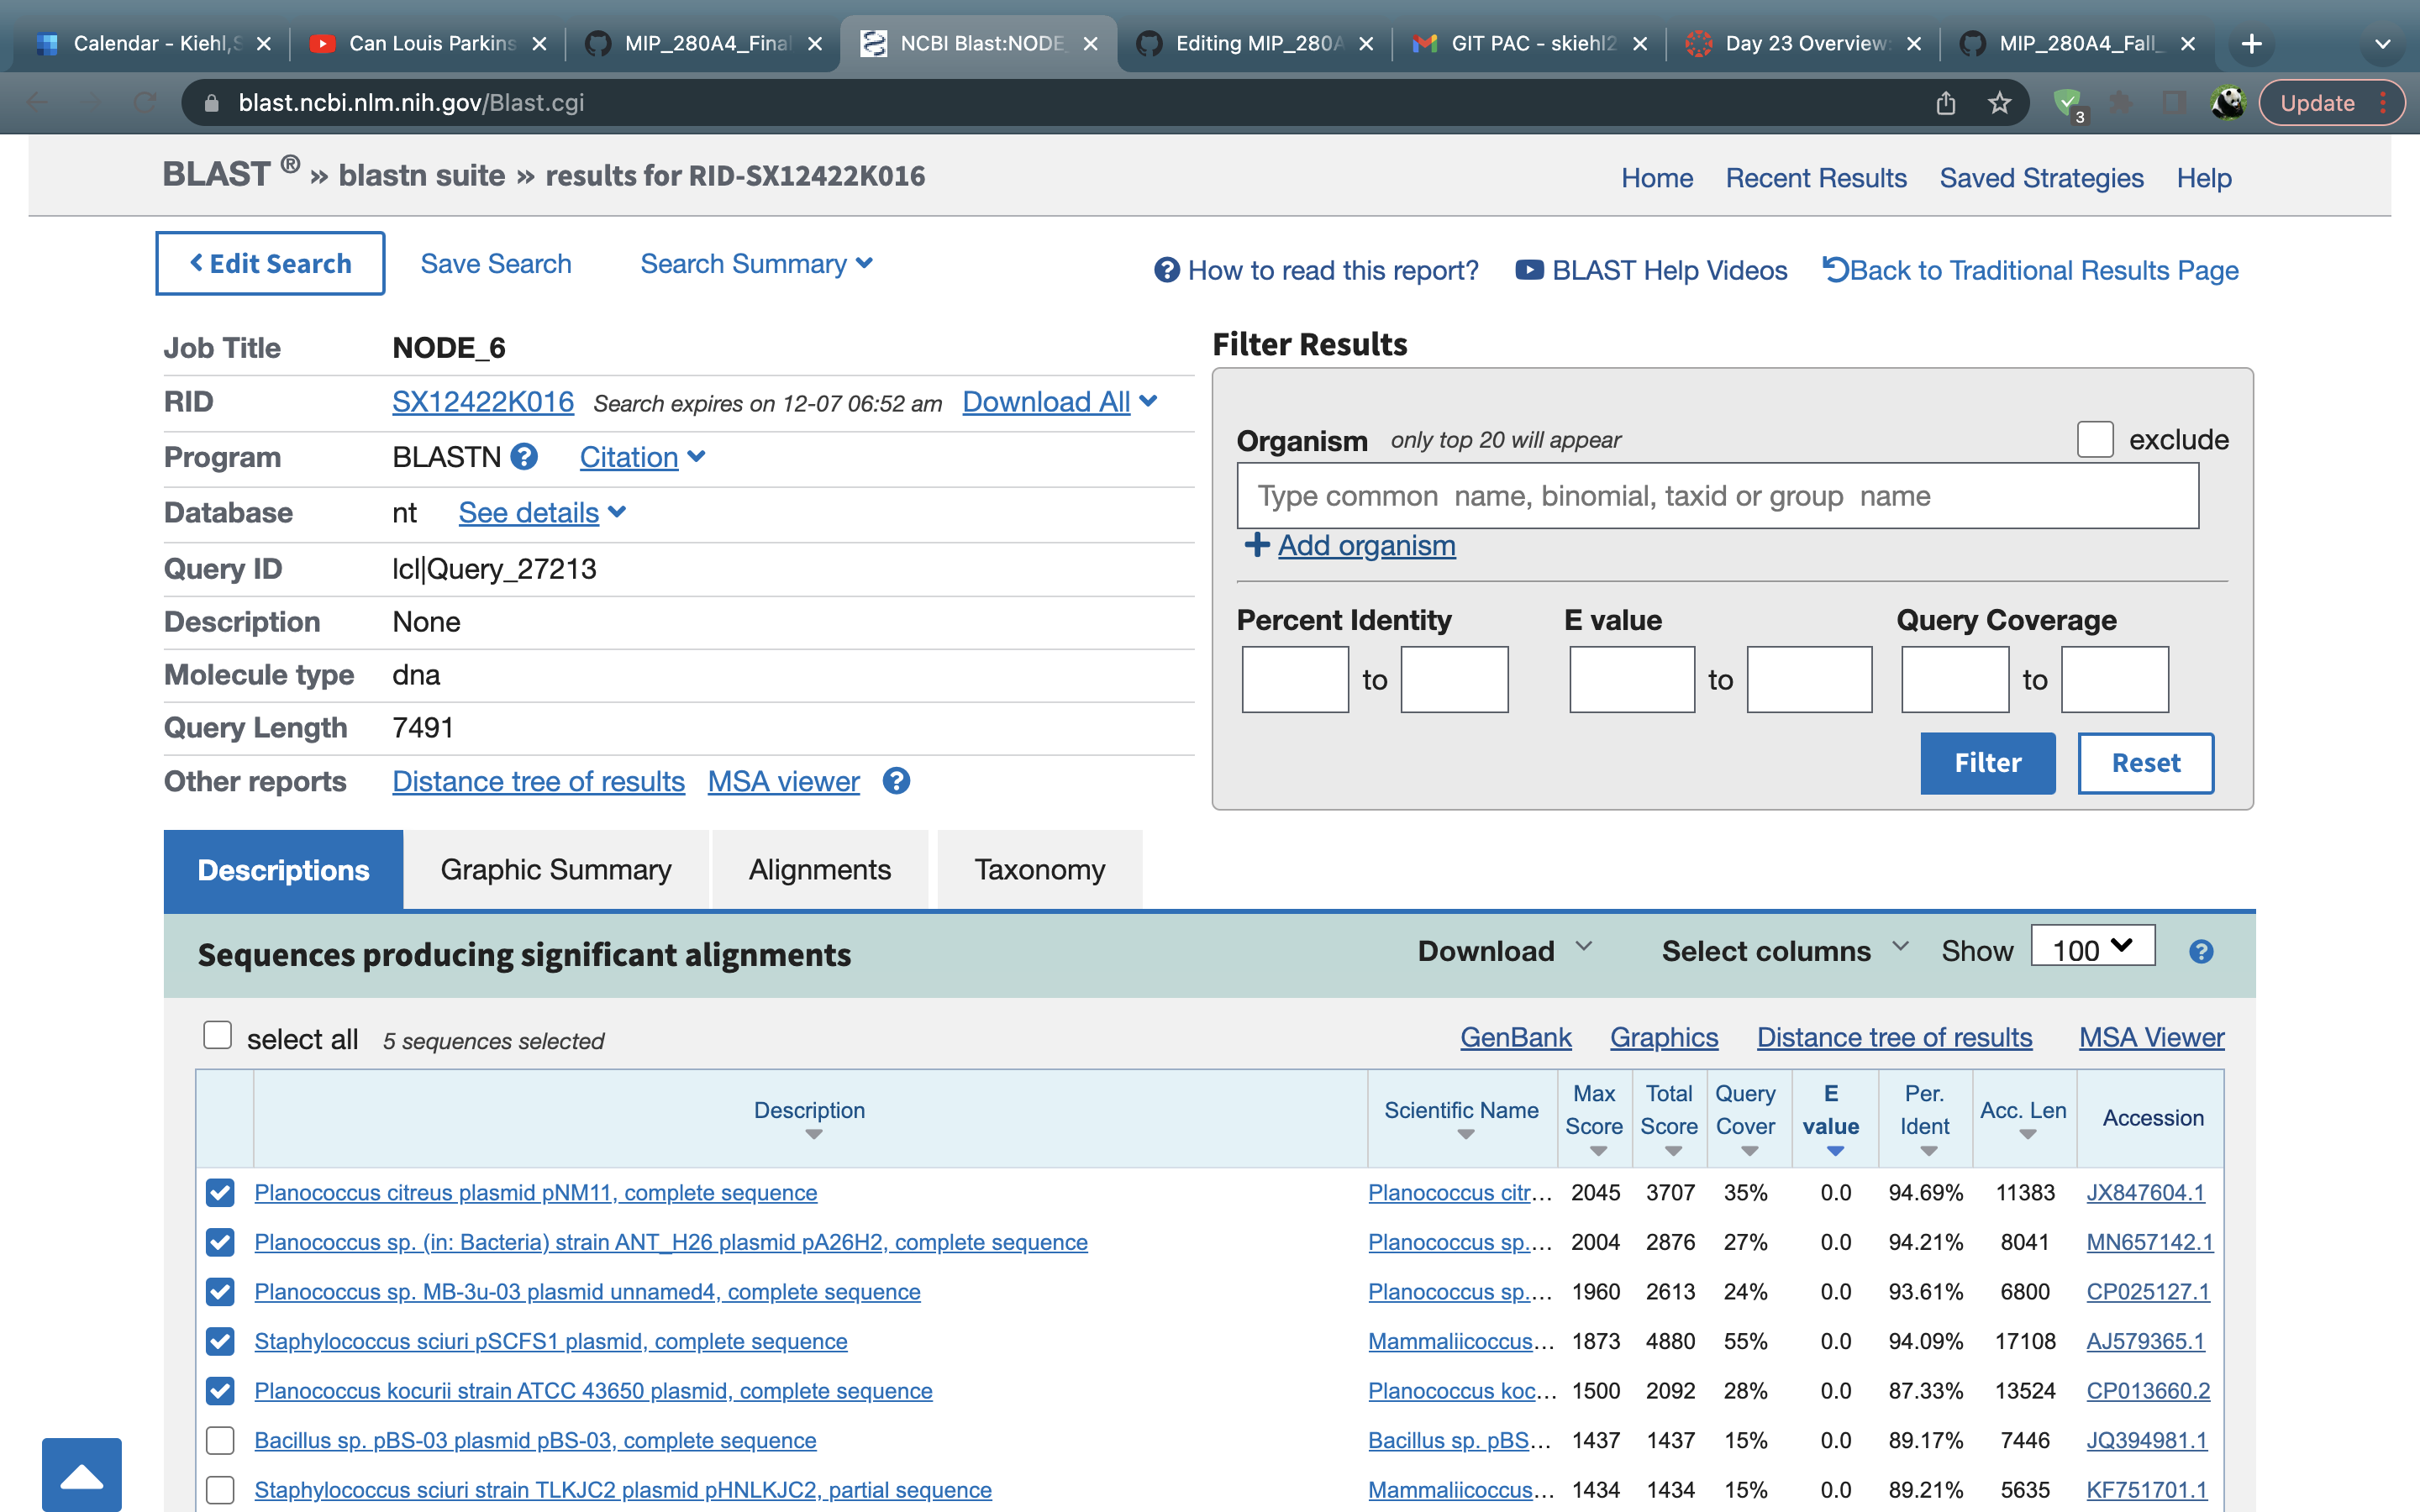 Calendar - Kiehl,S
Can Louis Parkins
MIP_280A4_Final
NCBI Blast:NODE_
Editing MIP_280A
GIT PAC - skiehl2
Day 23 Overview:
MIP_280A4_Fall_
blast.ncbi.nlm.nih.gov/Blast.cgi
3
Update
BLAST ® » blastn suite » results for RID-SX12422K016
Home Recent Results Saved Strategies Help
Edit Search Save Search Search Summary
How to read this report? BLAST Help Videos Back to Traditional Results Page
Job Title NODE_6
RID SX12422K016 Search expires on 12-07 06:52 am Download All
Program BLASTN Citation
Database nt See details
Query ID lcl|Query_27213
Description None
Molecule type dna
Query Length 7491
Other reports Distance tree of results MSA viewer
Filter Results
Organism only top 20 will appear exclude
Type common name, binomial, taxid or group name
Add organism
Percent Identity E value Query Coverage
to to to
Filter Reset
Descriptions Graphic Summary Alignments Taxonomy
Sequences producing significant alignments Download Select columns Show 100
select all 5 sequences selected GenBank Graphics Distance tree of results MSA Viewer
Description Scientific Name Max Score Total Score Query Cover E value Per. Ident Acc. Len Accession
Planococcus citreus plasmid pNM11, complete sequence Planococcus citr... 2045 3707 35% 0.0 94.69% 11383 JX847604.1
Planococcus sp. (in: Bacteria) strain ANT_H26 plasmid pA26H2, complete sequence Planococcus sp.... 2004 2876 27% 0.0 94.21% 8041 MN657142.1
Planococcus sp. MB-3u-03 plasmid unnamed4, complete sequence Planococcus sp.... 1960 2613 24% 0.0 93.61% 6800 CP025127.1
Staphylococcus sciuri pSCFS1 plasmid, complete sequence Mammaliicoccus... 1873 4880 55% 0.0 94.09% 17108 AJ579365.1
Planococcus kocurii strain ATCC 43650 plasmid, complete sequence Planococcus koc... 1500 2092 28% 0.0 87.33% 13524 CP013660.2
Bacillus sp. pBS-03 plasmid pBS-03, complete sequence Bacillus sp. pBS... 1437 1437 15% 0.0 89.17% 7446 JQ394981.1
Staphylococcus sciuri strain TLKJC2 plasmid pHNLKJC2, partial sequence Mammaliicoccus... 1434 1434 15% 0.0 89.21% 5635 KF751701.1